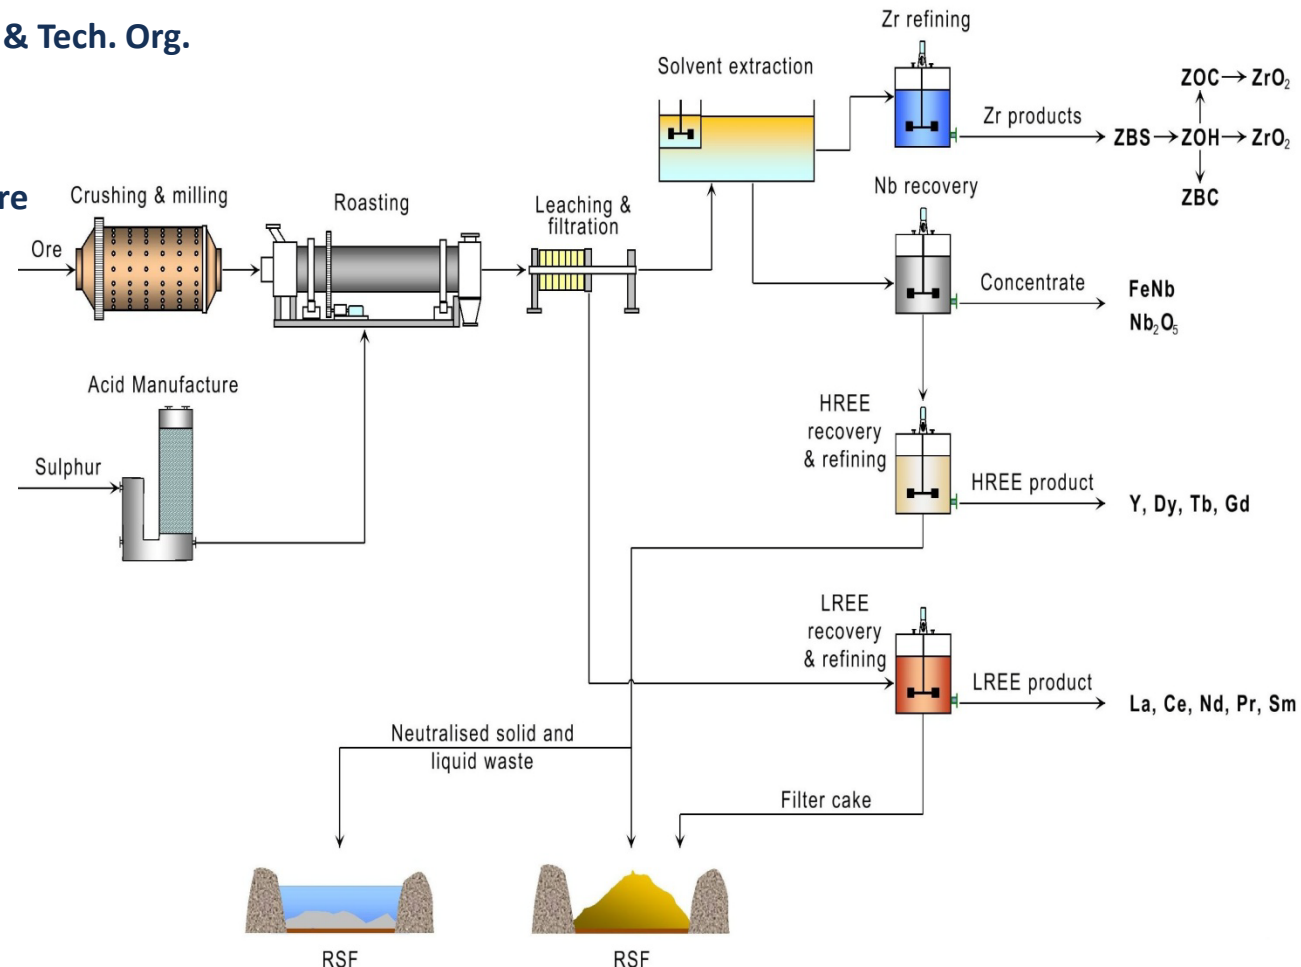 & Tech. Org.
re
Zr refining
Solvent extraction
Zr products
ZOC → ZrO₂
ZBS → ZOH → ZrO₂
ZBC
Crushing & milling
Roasting
Leaching &
filtration
Nb recovery
Ore
Concentrate
FeNb
Nb₂O₅
Acid Manufacture
Sulphur
HREE
recovery
& refining
HREE product
Y, Dy, Tb, Gd
LREE
recovery
& refining
LREE product
La, Ce, Nd, Pr, Sm
Neutralised solid and
liquid waste
Filter cake
RSF
RSF